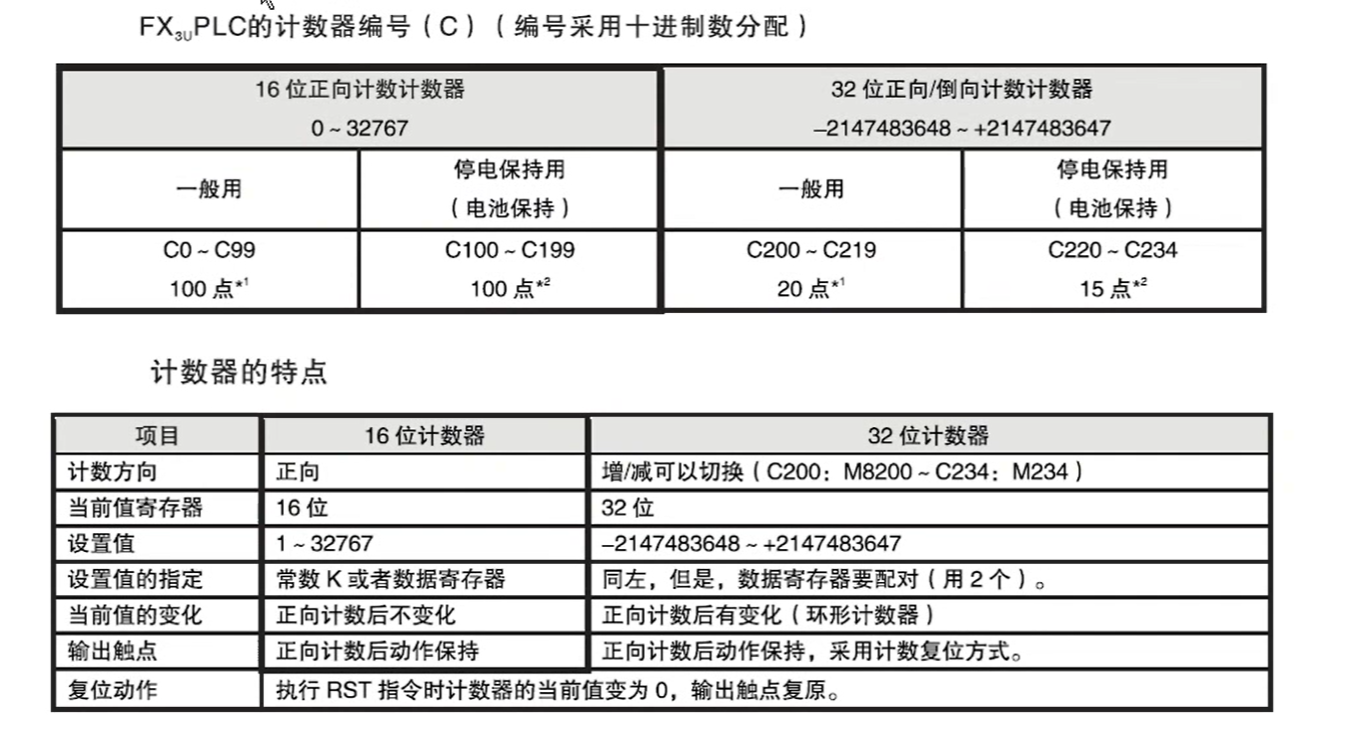 FX3UPLC的计数器编号（C）（编号采用十进制数分配）
16 位正向计数计数器
0 ~ 32767
32 位正向/倒向计数计数器
–2147483648 ~ +2147483647
一般用
停电保持用
（电池保持）
一般用
停电保持用
（电池保持）
C0 ~ C99
100 点*1
C100 ~ C199
100 点*2
C200 ~ C219
20 点*1
C220 ~ C234
15 点*2
计数器的特点
项目 16 位计数器 32 位计数器
计数方向 正向 增/减可以切换（C200：M8200 ~ C234：M234）
当前值寄存器 16 位 32 位
设置值 1 ~ 32767 –2147483648 ~ +2147483647
设置值的指定 常数 K 或者数据寄存器 同左，但是，数据寄存器要配对（用 2 个）。
当前值的变化 正向计数后不变化 正向计数后有变化（环形计数器）
输出触点 正向计数后动作保持 正向计数后动作保持，采用计数复位方式。
复位动作 执行 RST 指令时计数器的当前值变为 0，输出触点复原。